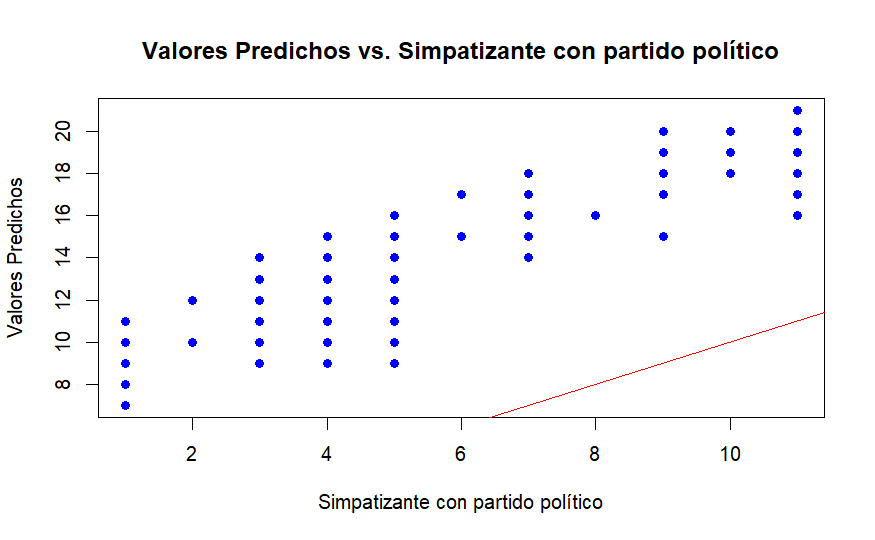 Valores Predichos vs. Simpatizante con partido político
Valores Predichos
20
18
16
14
12
10
8
2 4 6 8 10
Simpatizante con partido político